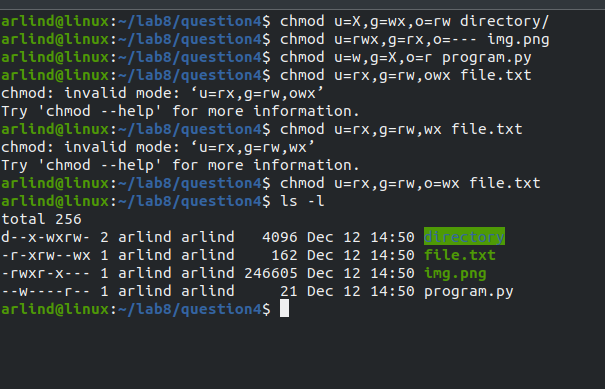 arlind@linux:~/lab8/question4$ chmod u=X,g=wx,o=rw directory/
arlind@linux:~/lab8/question4$ chmod u=rwx,g=rx,o=--- img.png
arlind@linux:~/lab8/question4$ chmod u=w,g=X,o=r program.py
arlind@linux:~/lab8/question4$ chmod u=rx,g=rw,owx file.txt
chmod: invalid mode: ‘u=rx,g=rw,owx’
Try 'chmod --help' for more information.
arlind@linux:~/lab8/question4$ chmod u=rx,g=rw,wx file.txt
chmod: invalid mode: ‘u=rx,g=rw,wx’
Try 'chmod --help' for more information.
arlind@linux:~/lab8/question4$ chmod u=rx,g=rw,o=wx file.txt
arlind@linux:~/lab8/question4$ ls -l
total 256
d--x-wxrw- 2 arlind arlind   4096 Dec 12 14:50 directory
-r-xrw--wx 1 arlind arlind    162 Dec 12 14:50 file.txt
-rwxr-x--- 1 arlind arlind 246605 Dec 12 14:50 img.png
--w----r-- 1 arlind arlind     21 Dec 12 14:50 program.py
arlind@linux:~/lab8/question4$